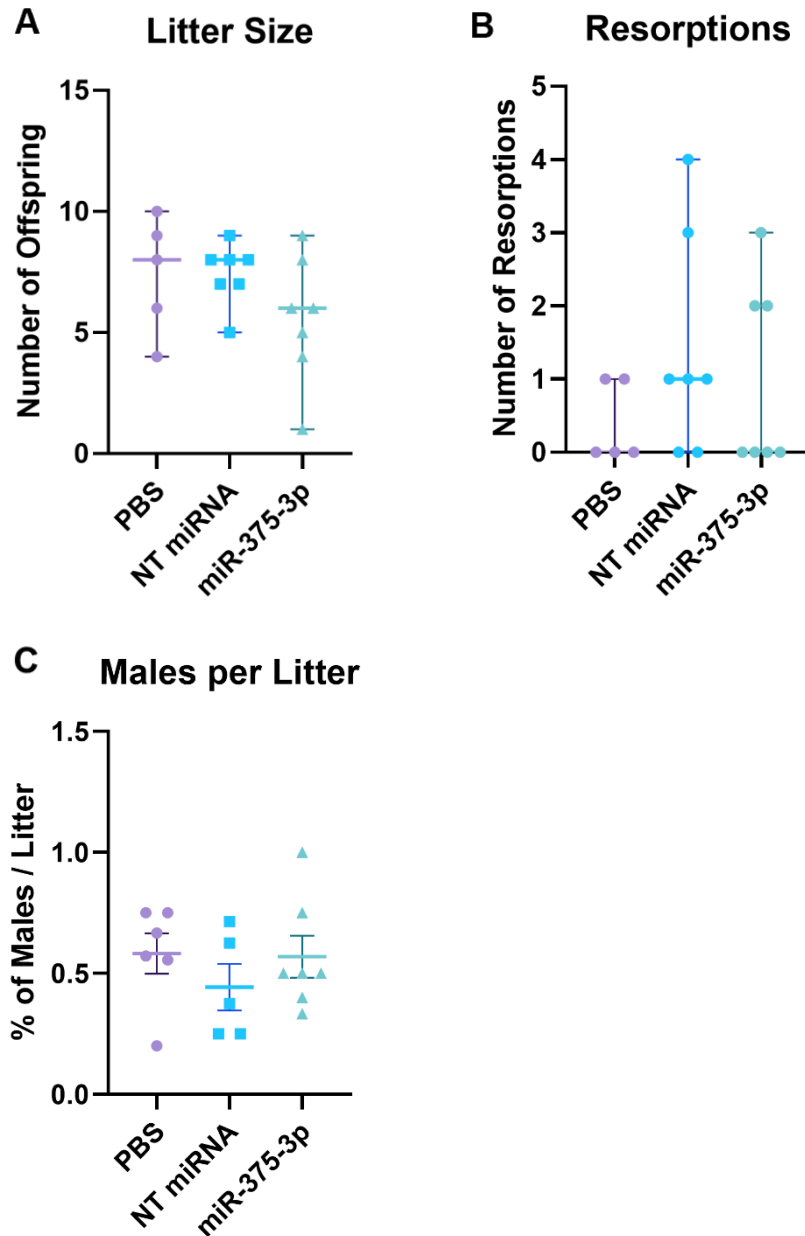 A
Litter Size
Number of Offspring
15
10
5
0
PBS
NT miRNA
miR-375-3p
B
Resorptions
Number of Resorptions
5
4
3
2
1
0
PBS
NT miRNA
miR-375-3p
C
Males per Litter
% of Males / Litter
1.5
1.0
0.5
0.0
PBS
NT miRNA
miR-375-3p